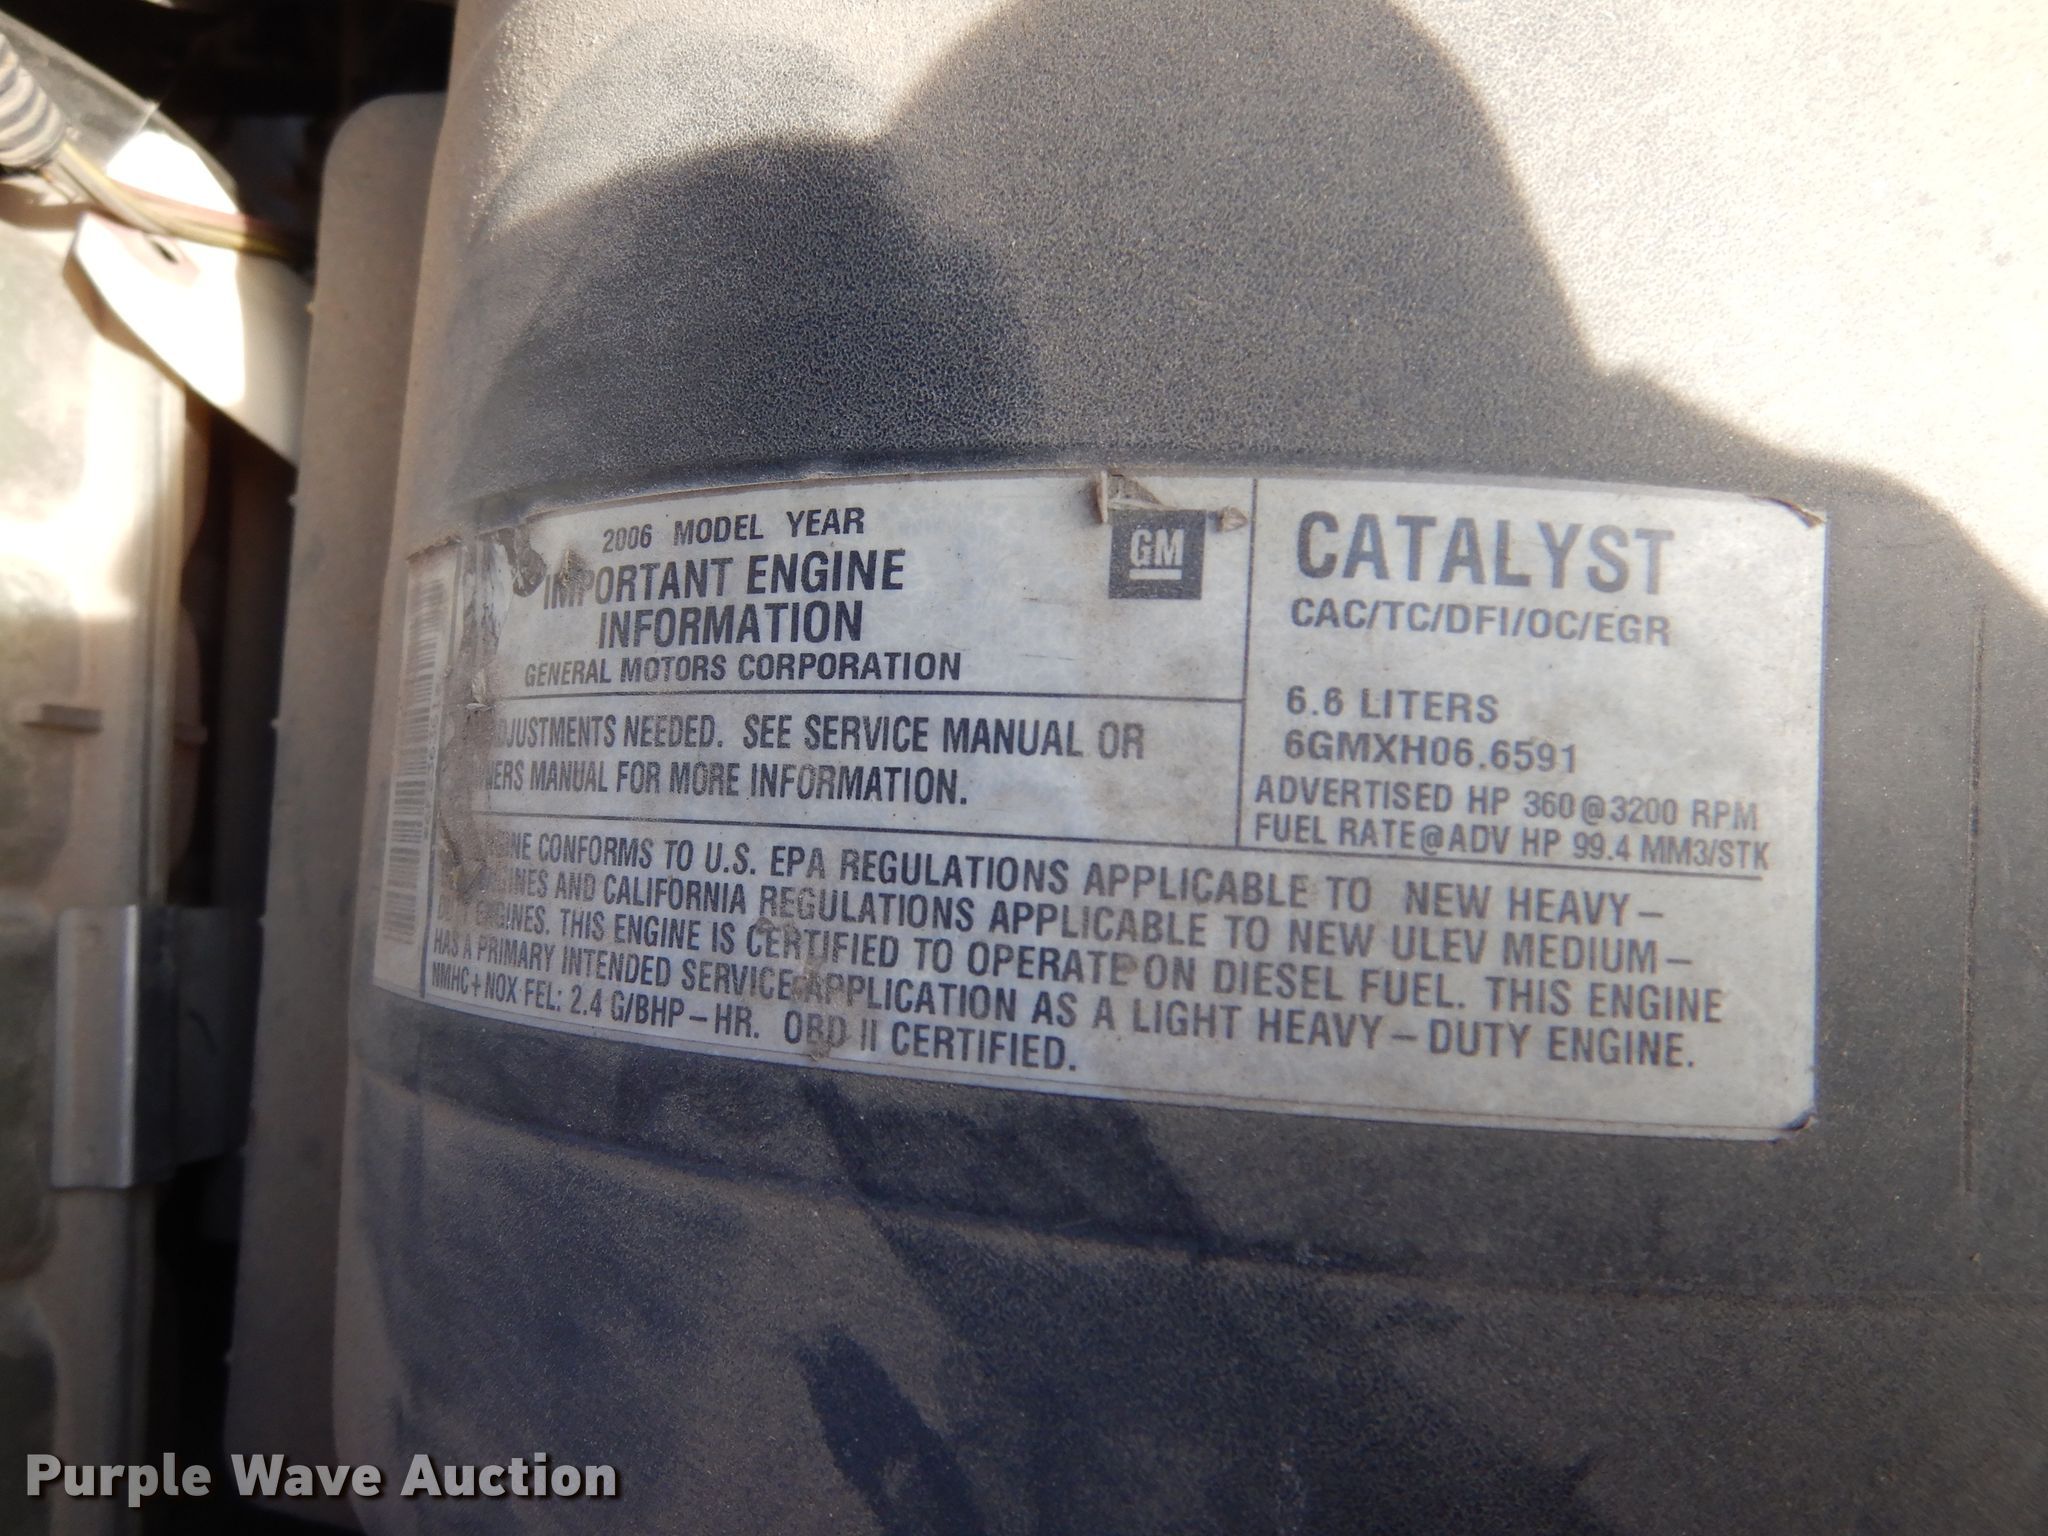 2006 MODEL YEAR
IMPORTANT ENGINE
INFORMATION
GENERAL MOTORS CORPORATION
GM
CATALYST
CAC/TC/DFI/OC/EGR
6.6 LITERS
6GMXH06.6591
ADVERTISED HP 360@3200 RPM
FUEL RATE@ADV HP 99.4 MM3/STK
ADJUSTMENTS NEEDED. SEE SERVICE MANUAL OR
MANUAL FOR MORE INFORMATION.
CONFORMS TO U.S. EPA REGULATIONS APPLICABLE TO NEW HEAVY-
AND CALIFORNIA REGULATIONS APPLICABLE TO NEW ULEV MEDIUM-
DUTY ENGINES. THIS ENGINE IS CERTIFIED TO OPERATE ON DIESEL FUEL. THIS ENGINE
HAS A PRIMARY INTENDED SERVICE APPLICATION AS A LIGHT HEAVY-DUTY ENGINE.
NMHC+NOX FEL: 2.4 G/BHP-HR. OBD II CERTIFIED.
Purple Wave Auction